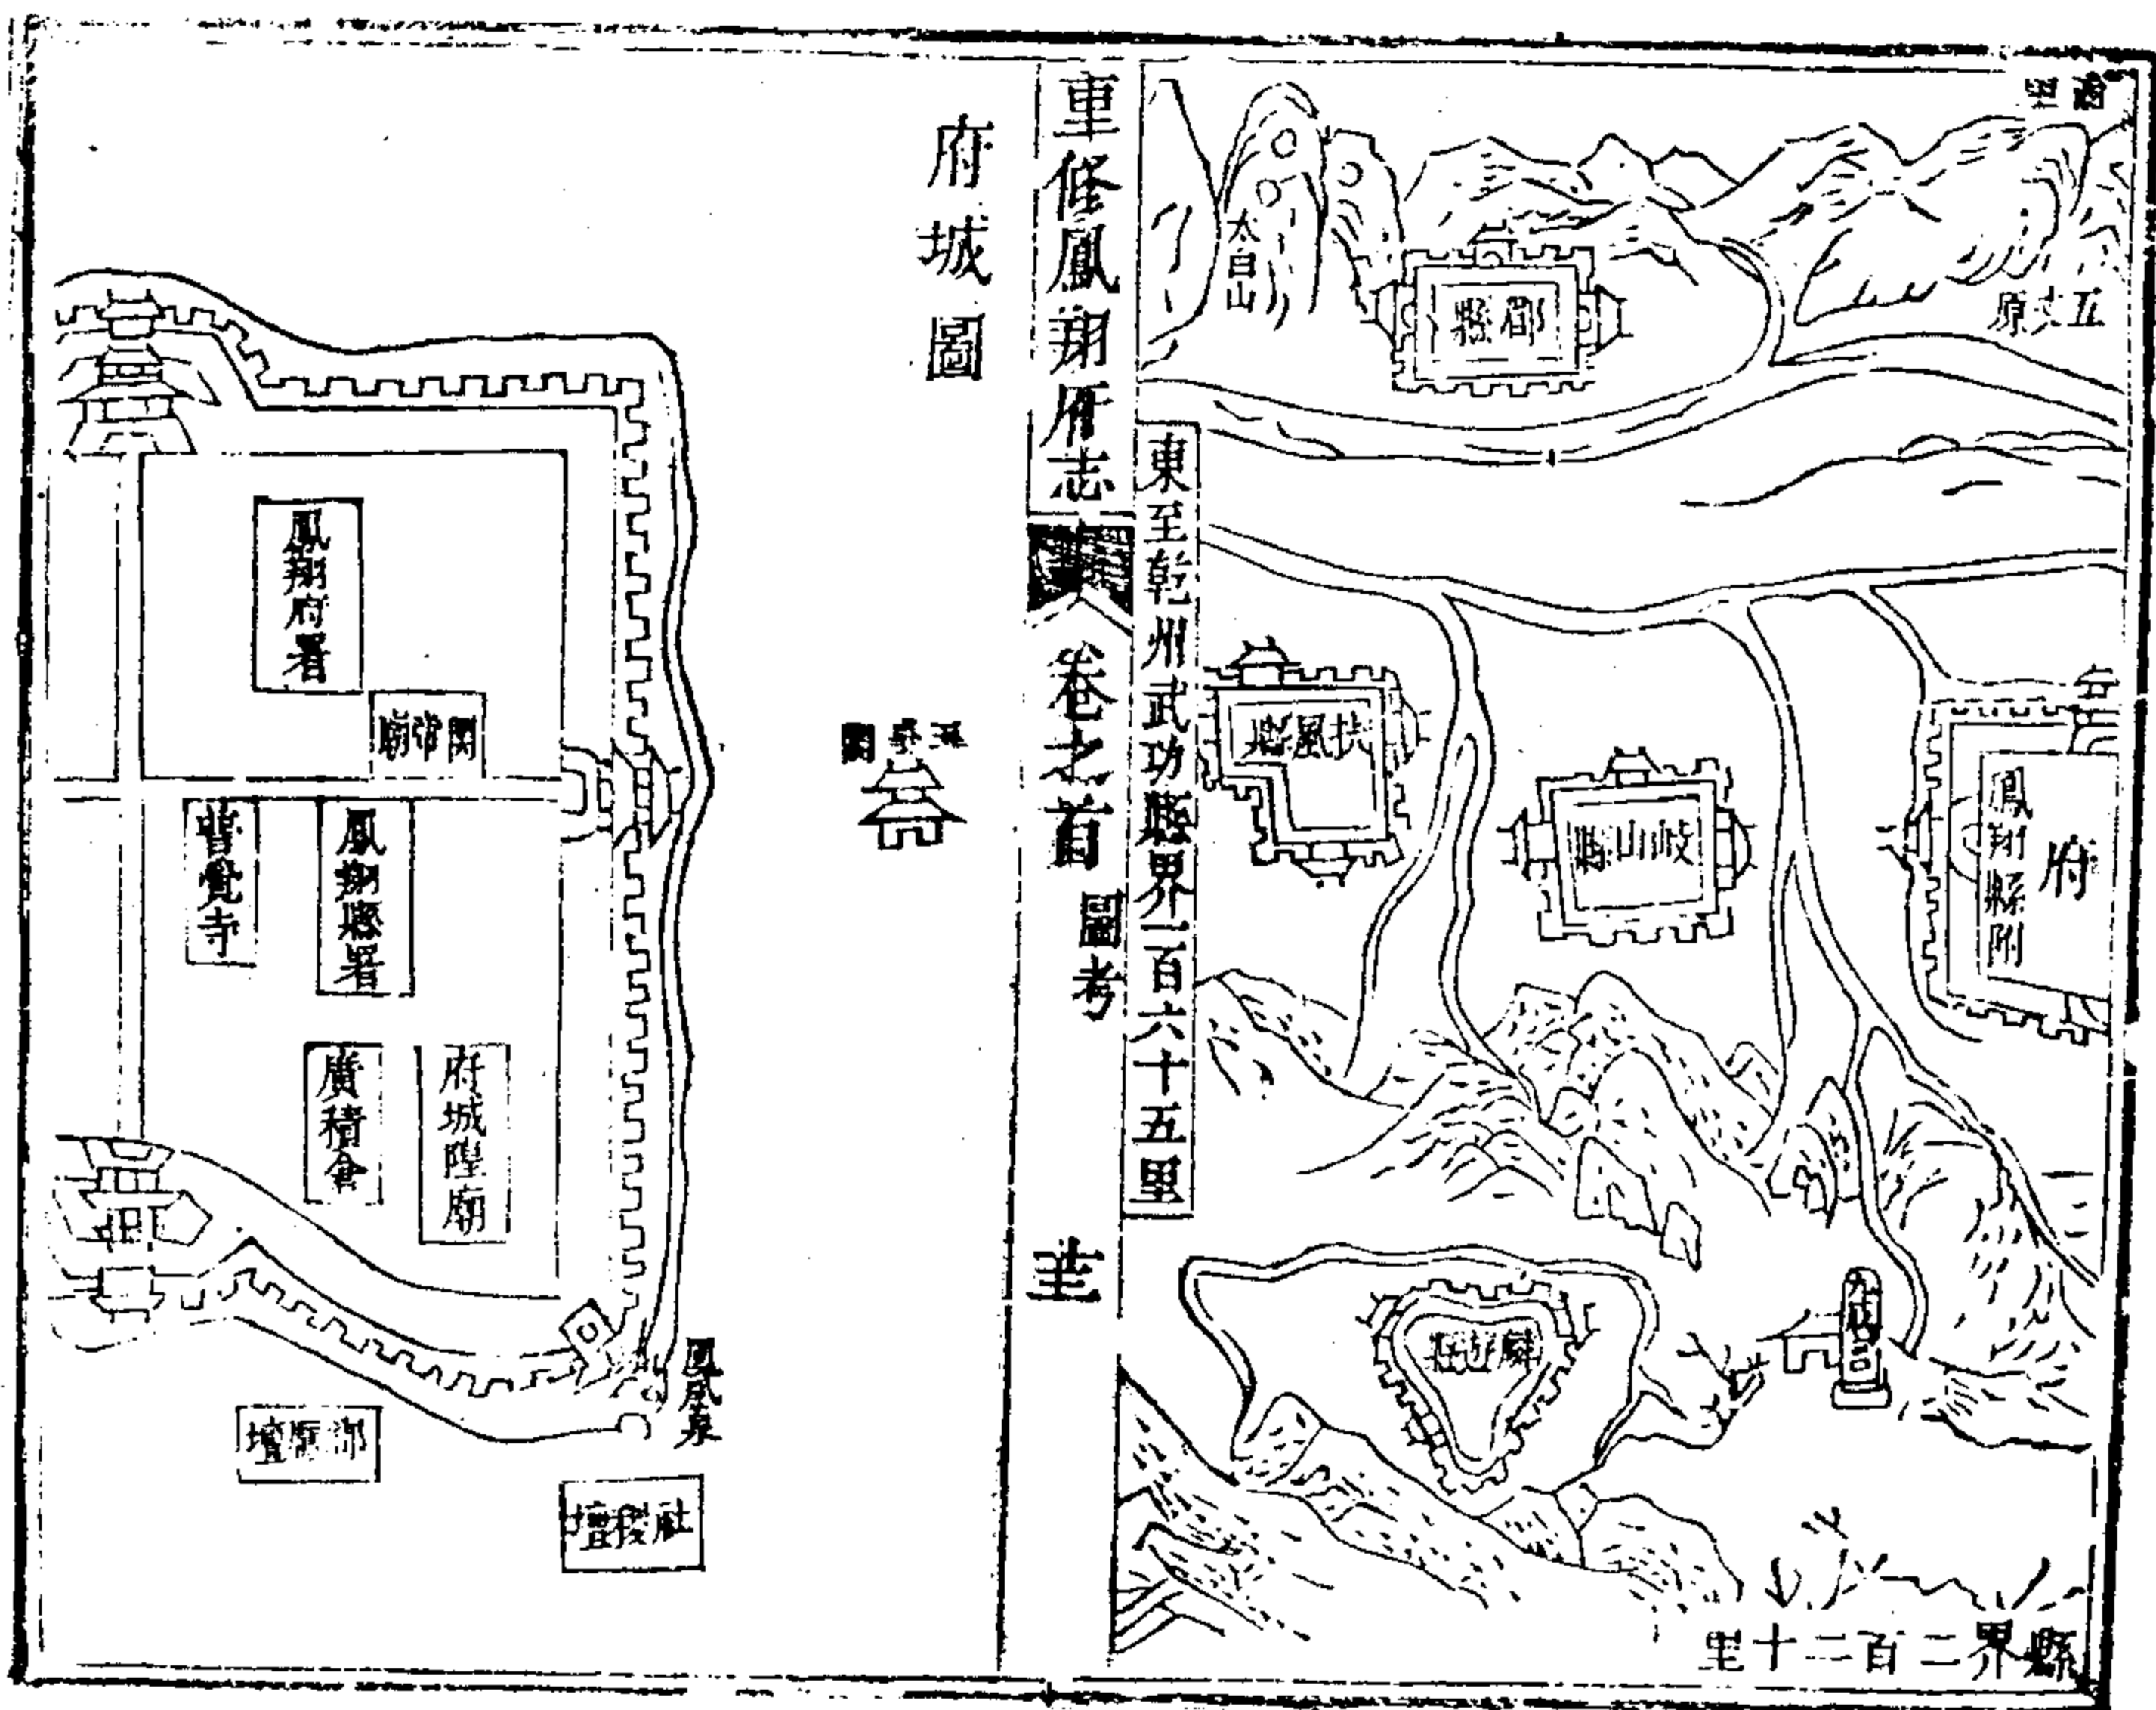 五丈原
太白山
郿縣
府
鳳翔縣附
岐山縣
扶風縣
麟遊縣
縣界二百二十里
東至乾州武功縣界一百六十五里
重修鳳翔府志
卷之首
圖考
府城圖
鳳翔府署
關帝廟
鳳翔縣署
普覺寺
府城隍廟
廣積倉
鳳凰泉
郡厲壇
社稷壇